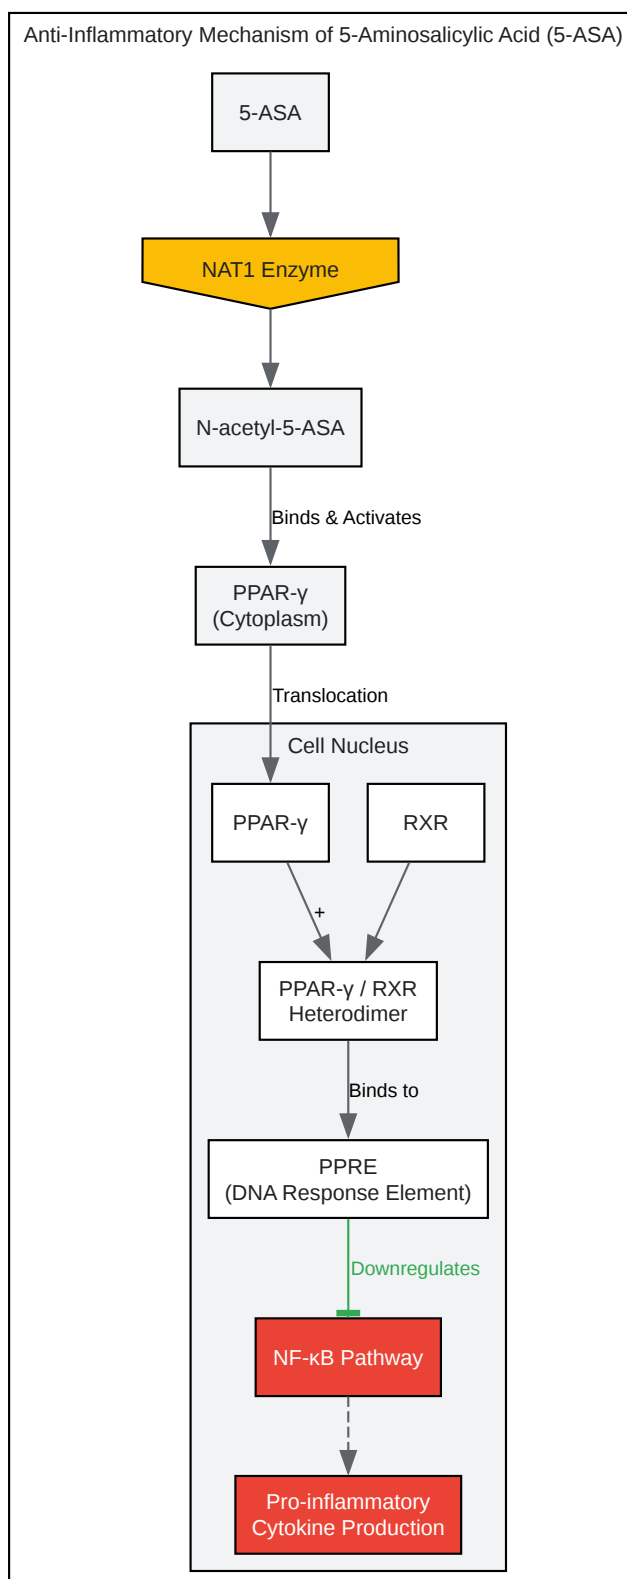 Anti-Inflammatory Mechanism of 5-Aminosalicylic Acid (5-ASA)
5-ASA
NAT1 Enzyme
N-acetyl-5-ASA
Binds & Activates
PPAR-γ
(Cytoplasm)
Translocation
Cell Nucleus
PPAR-γ
RXR
+
PPAR-γ / RXR
Heterodimer
Binds to
PPRE
(DNA Response Element)
Downregulates
NF-κB Pathway
Pro-inflammatory
Cytokine Production